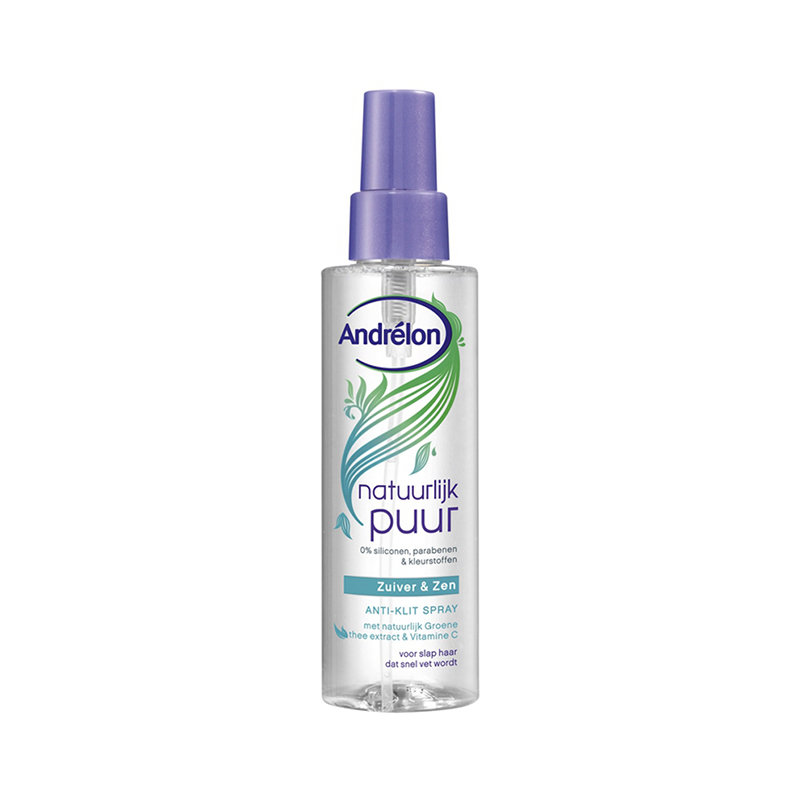 Andrélon
natuurlijk
puur
0% siliconen, parabenen
& kleurstoffen
Zuiver & Zen
ANTI-KLIT SPRAY
met natuurlijk Groene
thee extract & Vitamine C
voor slap haar
dat snel vet wordt